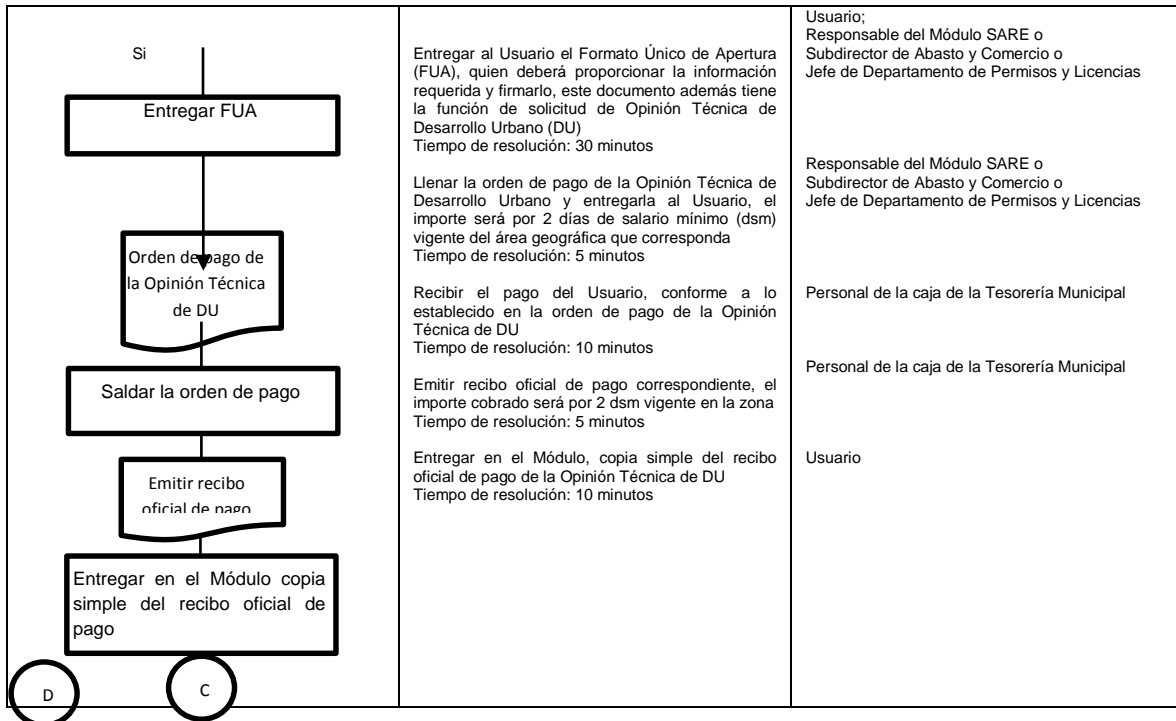 Si
Entregar FUA
Orden de pago de
la Opinión Técnica
de DU
Saldar la orden de pago
Emitir recibo
oficial de pago
Entregar en el Módulo copia
simple del recibo oficial de
pago
D
C
Entregar al Usuario el Formato Único de Apertura
(FUA), quien deberá proporcionar la información
requerida y firmarlo, este documento además tiene
la función de solicitud de Opinión Técnica de
Desarrollo Urbano (DU)
Tiempo de resolución: 30 minutos
Llenar la orden de pago de la Opinión Técnica de
Desarrollo Urbano y entregarla al Usuario, el
importe será por 2 días de salario mínimo (dsm)
vigente del área geográfica que corresponda
Tiempo de resolución: 5 minutos
Recibir el pago del Usuario, conforme a lo
establecido en la orden de pago de la Opinión
Técnica de DU
Tiempo de resolución: 10 minutos
Emitir recibo oficial de pago correspondiente, el
importe cobrado será por 2 dsm vigente en la zona
Tiempo de resolución: 5 minutos
Entregar en el Módulo, copia simple del recibo
oficial de pago de la Opinión Técnica de DU
Tiempo de resolución: 10 minutos
Usuario;
Responsable del Módulo SARE o
Subdirector de Abasto y Comercio o
Jefe de Departamento de Permisos y Licencias
Responsable del Módulo SARE o
Subdirector de Abasto y Comercio o
Jefe de Departamento de Permisos y Licencias
Personal de la caja de la Tesorería Municipal
Personal de la caja de la Tesorería Municipal
Usuario